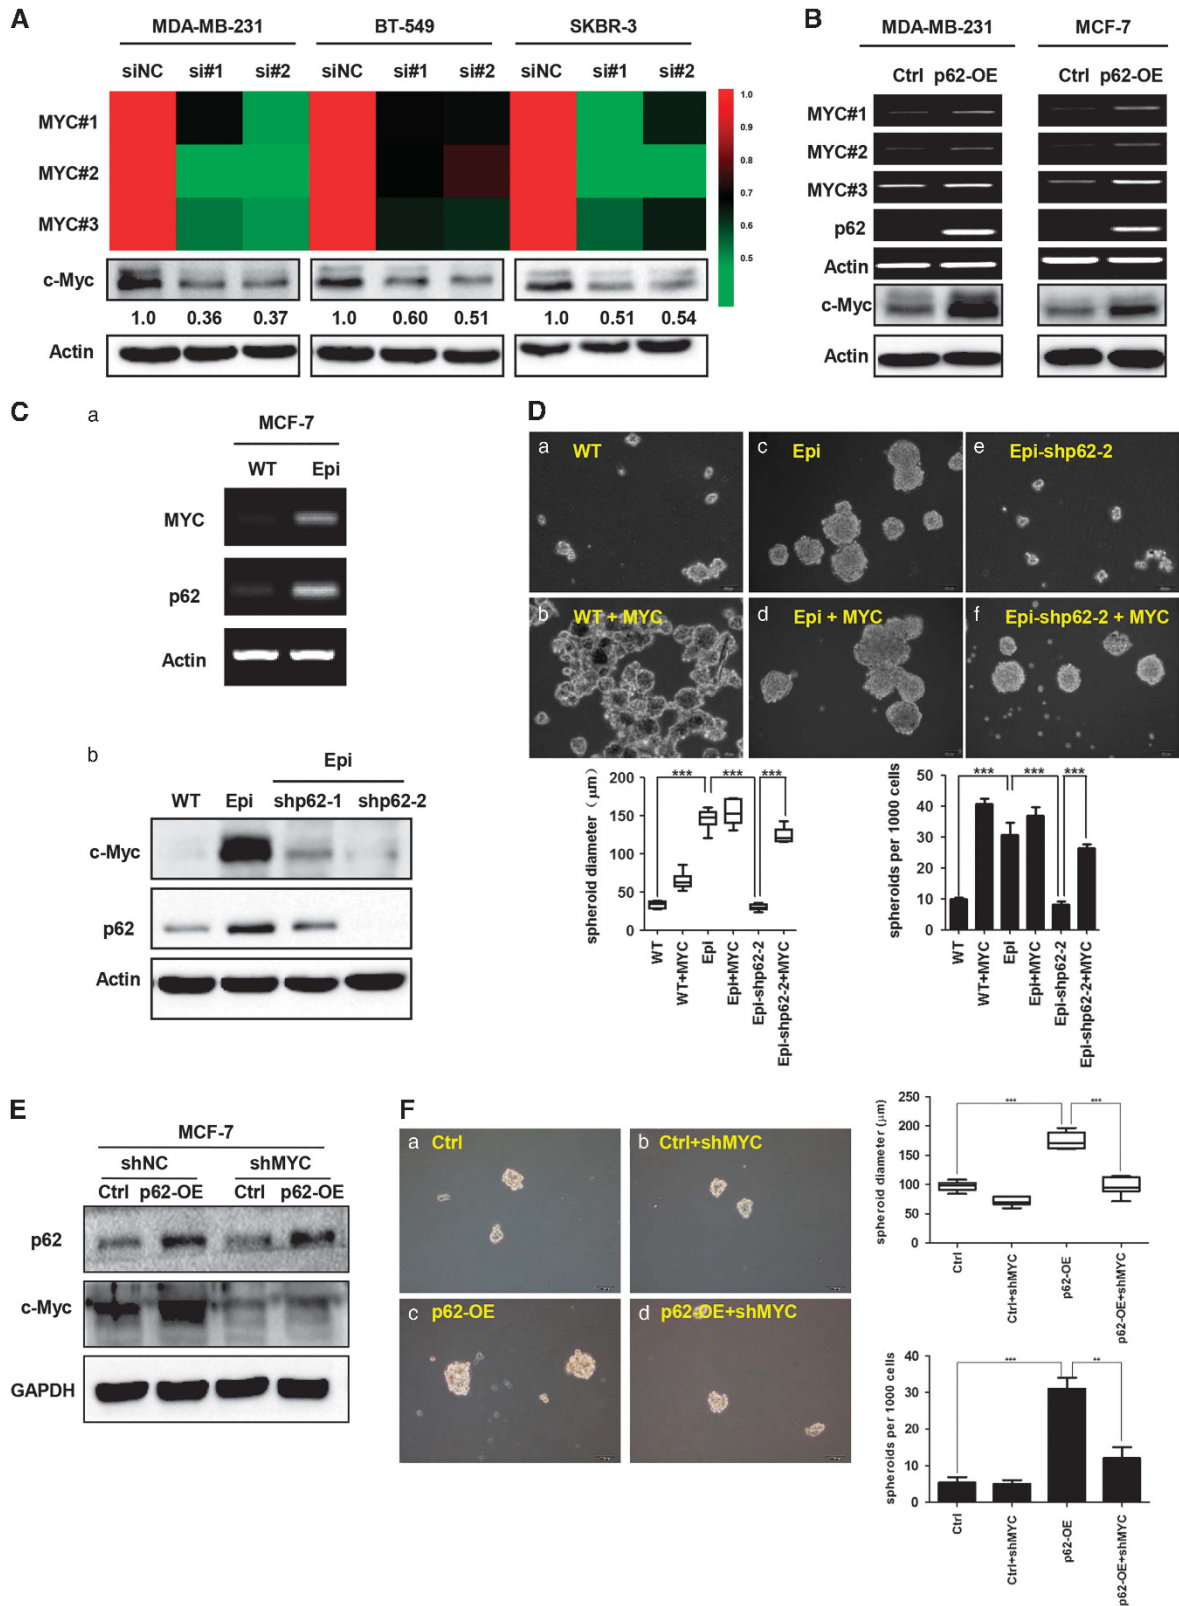 A
MDA-MB-231 BT-549 SKBR-3
siNC si#1 si#2 siNC si#1 si#2 siNC si#1 si#2
MYC#1
MYC#2
MYC#3
1.0
0.9
0.8
0.7
0.6
0.5
c-Myc
1.0 0.36 0.37 1.0 0.60 0.51 1.0 0.51 0.54
Actin
B
MDA-MB-231 MCF-7
Ctrl p62-OE Ctrl p62-OE
MYC#1
MYC#2
MYC#3
p62
Actin
c-Myc
Actin
C
a
MCF-7
WT Epi
MYC
p62
Actin
b
Epi
WT Epi shp62-1 shp62-2
c-Myc
p62
Actin
D
a WT
c Epi
e Epi-shp62-2
b WT + MYC
d Epi + MYC
f Epi-shp62-2 + MYC
spheroid diameter (μm)
200
150
100
50
0
*** *** ***
WT
WT+MYC
Epi
Epi+MYC
Epi-shp62-2
Epi-shp62-2+MYC
spheroids per 1000 cells
50
40
30
20
10
0
*** *** ***
WT
WT+MYC
Epi
Epi+MYC
Epi-shp62-2
Epi-shp62-2+MYC
E
MCF-7
shNC shMYC
Ctrl p62-OE Ctrl p62-OE
p62
c-Myc
GAPDH
F
a Ctrl
b Ctrl+shMYC
c p62-OE
d p62-OE+shMYC
spheroid diameter (μm)
250
200
150
100
50
0
*** ***
Ctrl
Ctrl+shMYC
p62-OE
p62-OE+shMYC
spheroids per 1000 cells
40
30
20
10
0
*** **
Ctrl
Ctrl+shMYC
p62-OE
p62-OE+shMYC